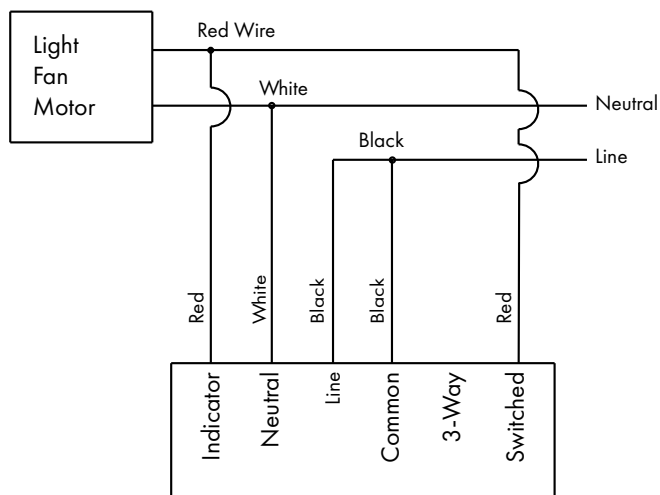 Light
Fan
Motor
Red Wire
White
Neutral
Black
Line
Red
White
Black
Black
Red
Indicator
Neutral
Line
Common
3-Way
Switched